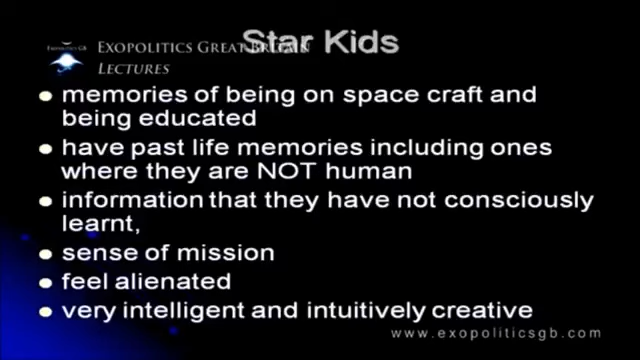 Star Kids
EXOPOLITICS GREAT BRITAIN
LECTURES
EXOPOLITICS GB
• memories of being on space craft and
being educated
• have past life memories including ones
where they are NOT human
• information that they have not consciously
learnt,
• sense of mission
• feel alienated
• very intelligent and intuitively creative
www.exopoliticsgb.com